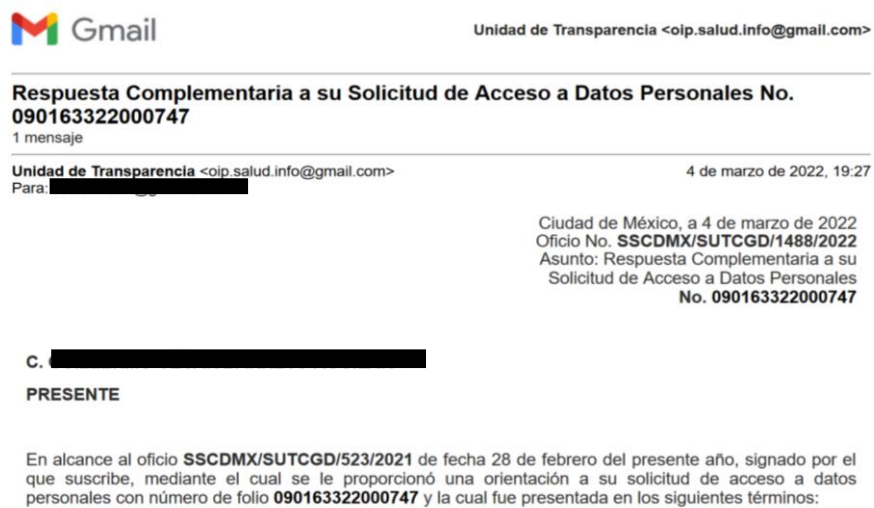 Gmail
Unidad de Transparencia <oip.salud.info@gmail.com>
Respuesta Complementaria a su Solicitud de Acceso a Datos Personales No.
090163322000747
1 mensaje
Unidad de Transparencia <oip.salud.info@gmail.com>
4 de marzo de 2022, 19:27
Para:
Ciudad de México, a 4 de marzo de 2022
Oficio No. SSCDMX/SUTCGD/1488/2022
Asunto: Respuesta Complementaria a su
Solicitud de Acceso a Datos Personales
No. 090163322000747
C.
PRESENTE
En alcance al oficio SSCDMX/SUTCGD/523/2021 de fecha 28 de febrero del presente año, signado por el
que suscribe, mediante el cual se le proporcionó una orientación a su solicitud de acceso a datos
personales con número de folio 090163322000747 y la cual fue presentada en los siguientes términos: